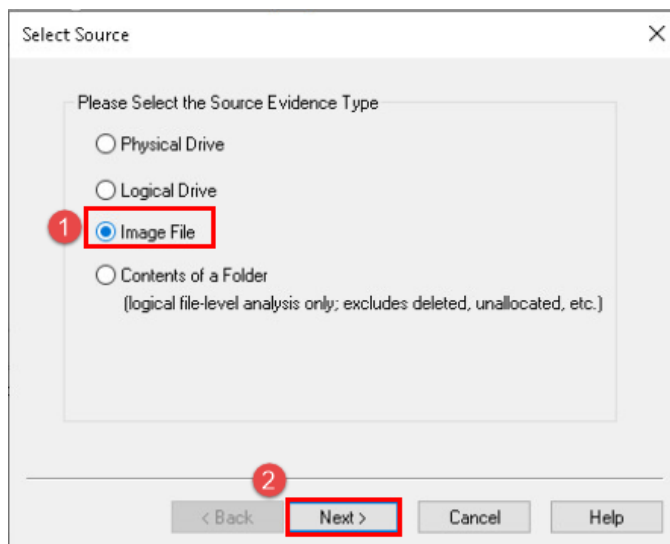 Select Source
Please Select the Source Evidence Type
Physical Drive
Logical Drive
1
Image File
Contents of a Folder
(logical file-level analysis only; excludes deleted, unallocated, etc.)
2
< Back Next > Cancel Help